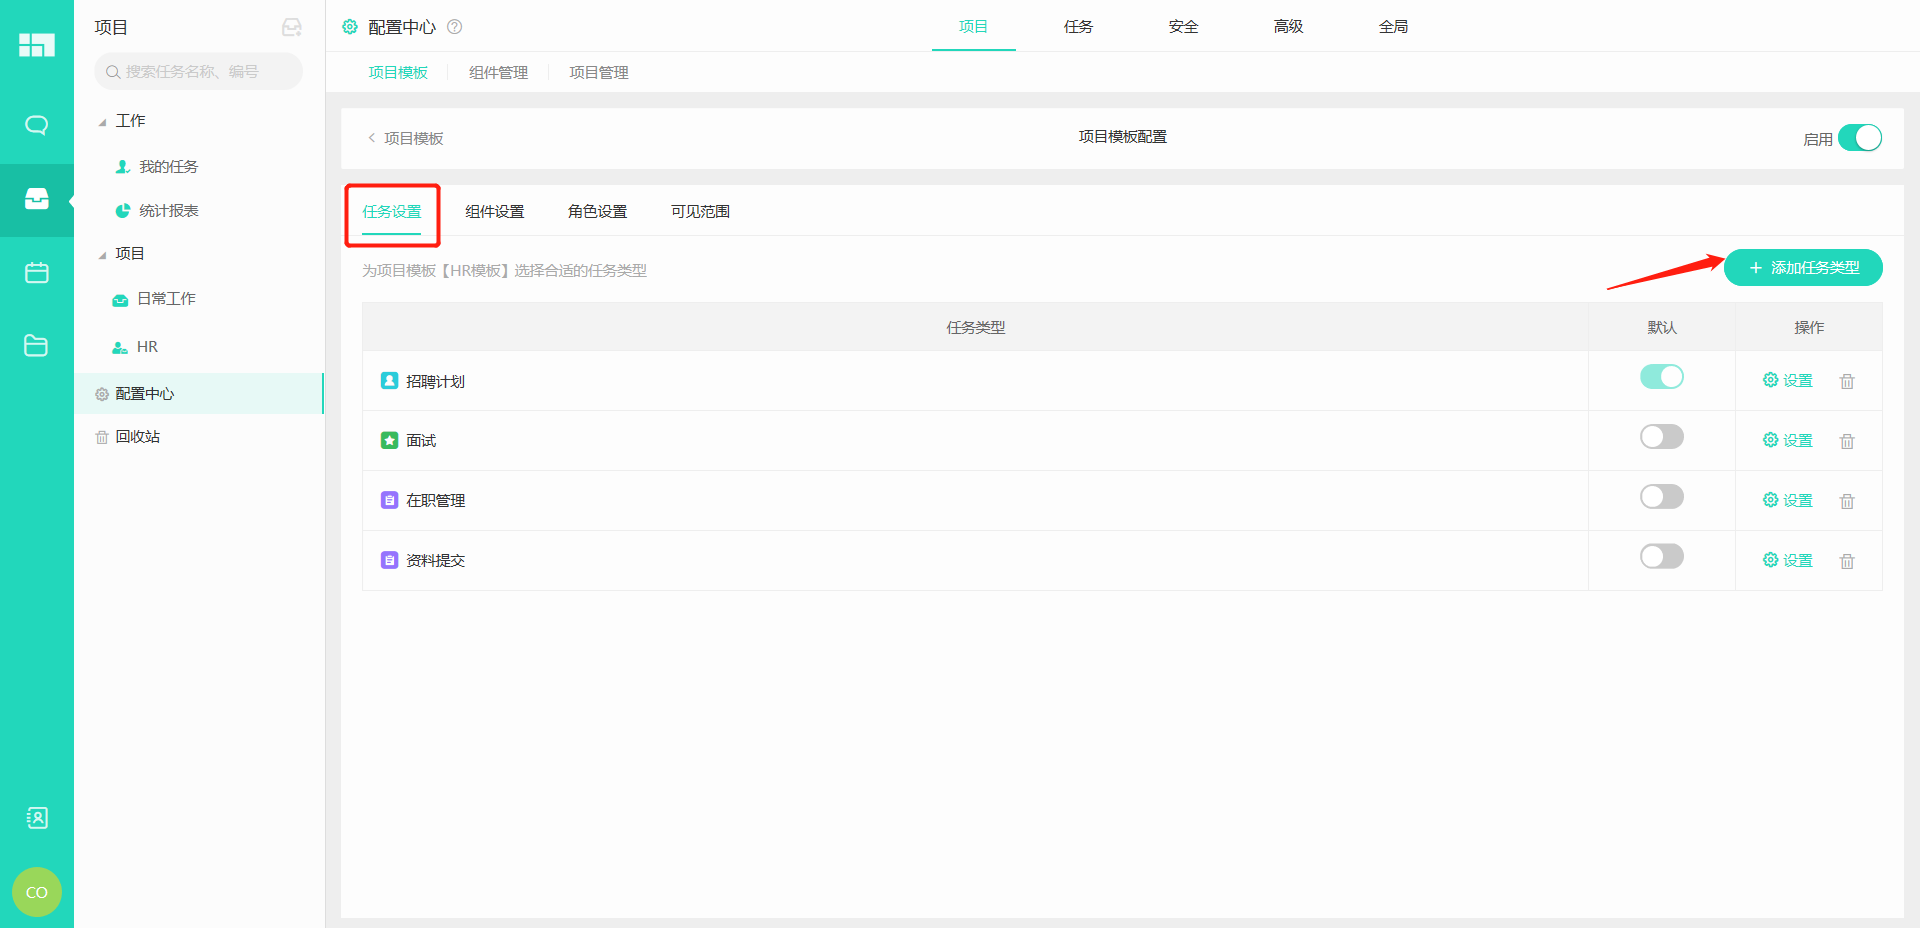 项目
搜索任务名称、编号
工作
我的任务
统计报表
项目
日常工作
HR
配置中心
回收站
CO
配置中心 ?
项目 任务 安全 高级 全局
项目模板 组件管理 项目管理
< 项目模板
项目模板配置
启用
任务设置 组件设置 角色设置 可见范围
为项目模板【HR模板】选择合适的任务类型
+ 添加任务类型
任务类型 默认 操作
招聘计划 设置
面试 设置
在职管理 设置
资料提交 设置